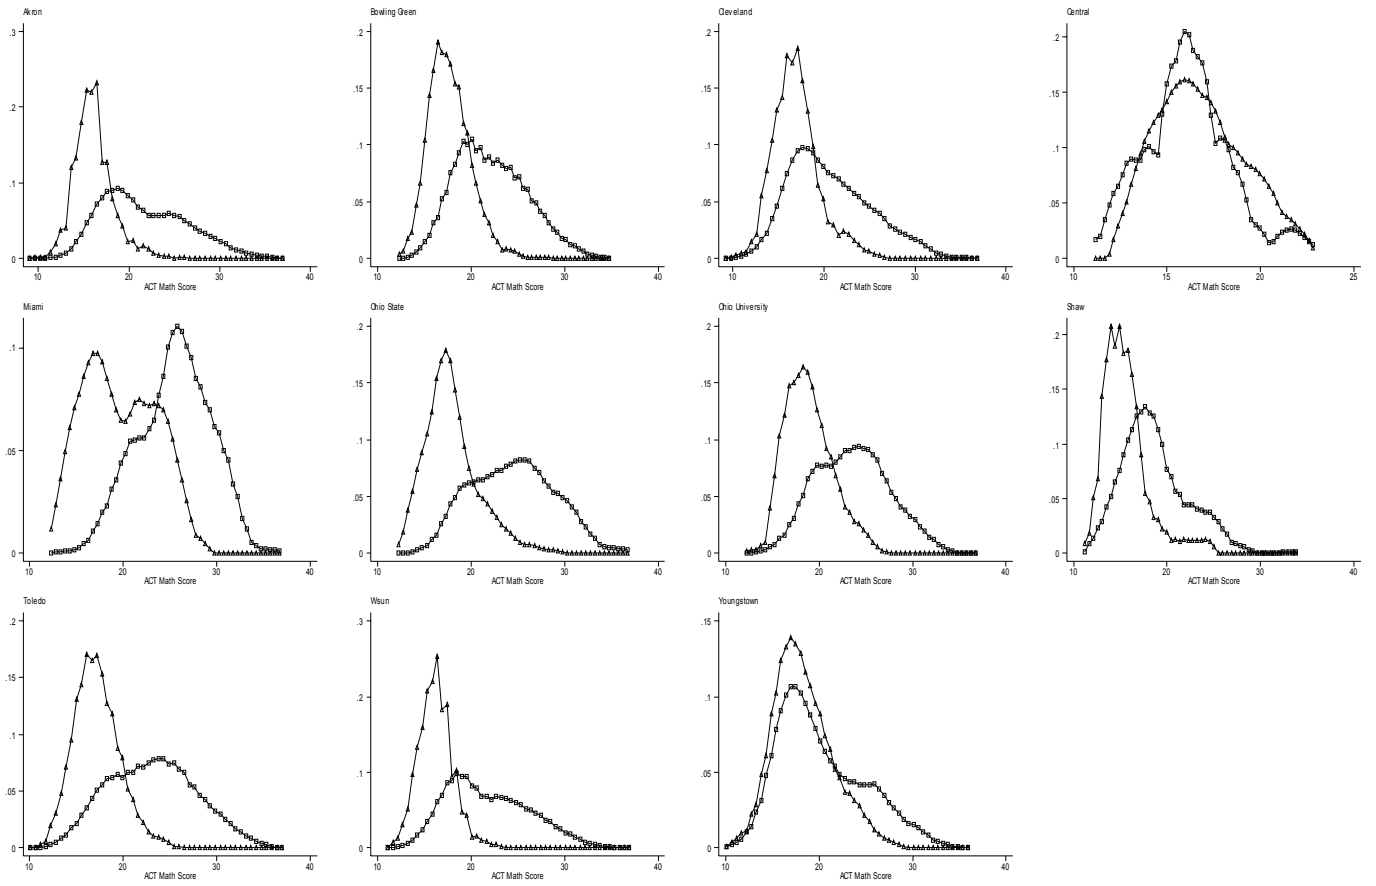 Akron
.3
.2
.1
0
10 20 30 40
ACT Math Score
Bowling Green
.2
.15
.1
.05
0
10 20 30 40
ACT Math Score
Cleveland
.2
.15
.1
.05
0
10 20 30 40
ACT Math Score
Central
.2
.15
.1
.05
0
10 15 20 25
ACT Math Score
Miami
.1
.05
0
10 20 30 40
ACT Math Score
Ohio State
.2
.15
.1
.05
0
10 20 30 40
ACT Math Score
Ohio University
.2
.15
.1
.05
0
10 20 30 40
ACT Math Score
Shaw
.2
.15
.1
.05
0
10 20 30 40
ACT Math Score
Toledo
.2
.15
.1
.05
0
10 20 30 40
ACT Math Score
Wsun
.3
.2
.1
0
10 20 30 40
ACT Math Score
Youngstown
.15
.1
.05
0
10 20 30 40
ACT Math Score